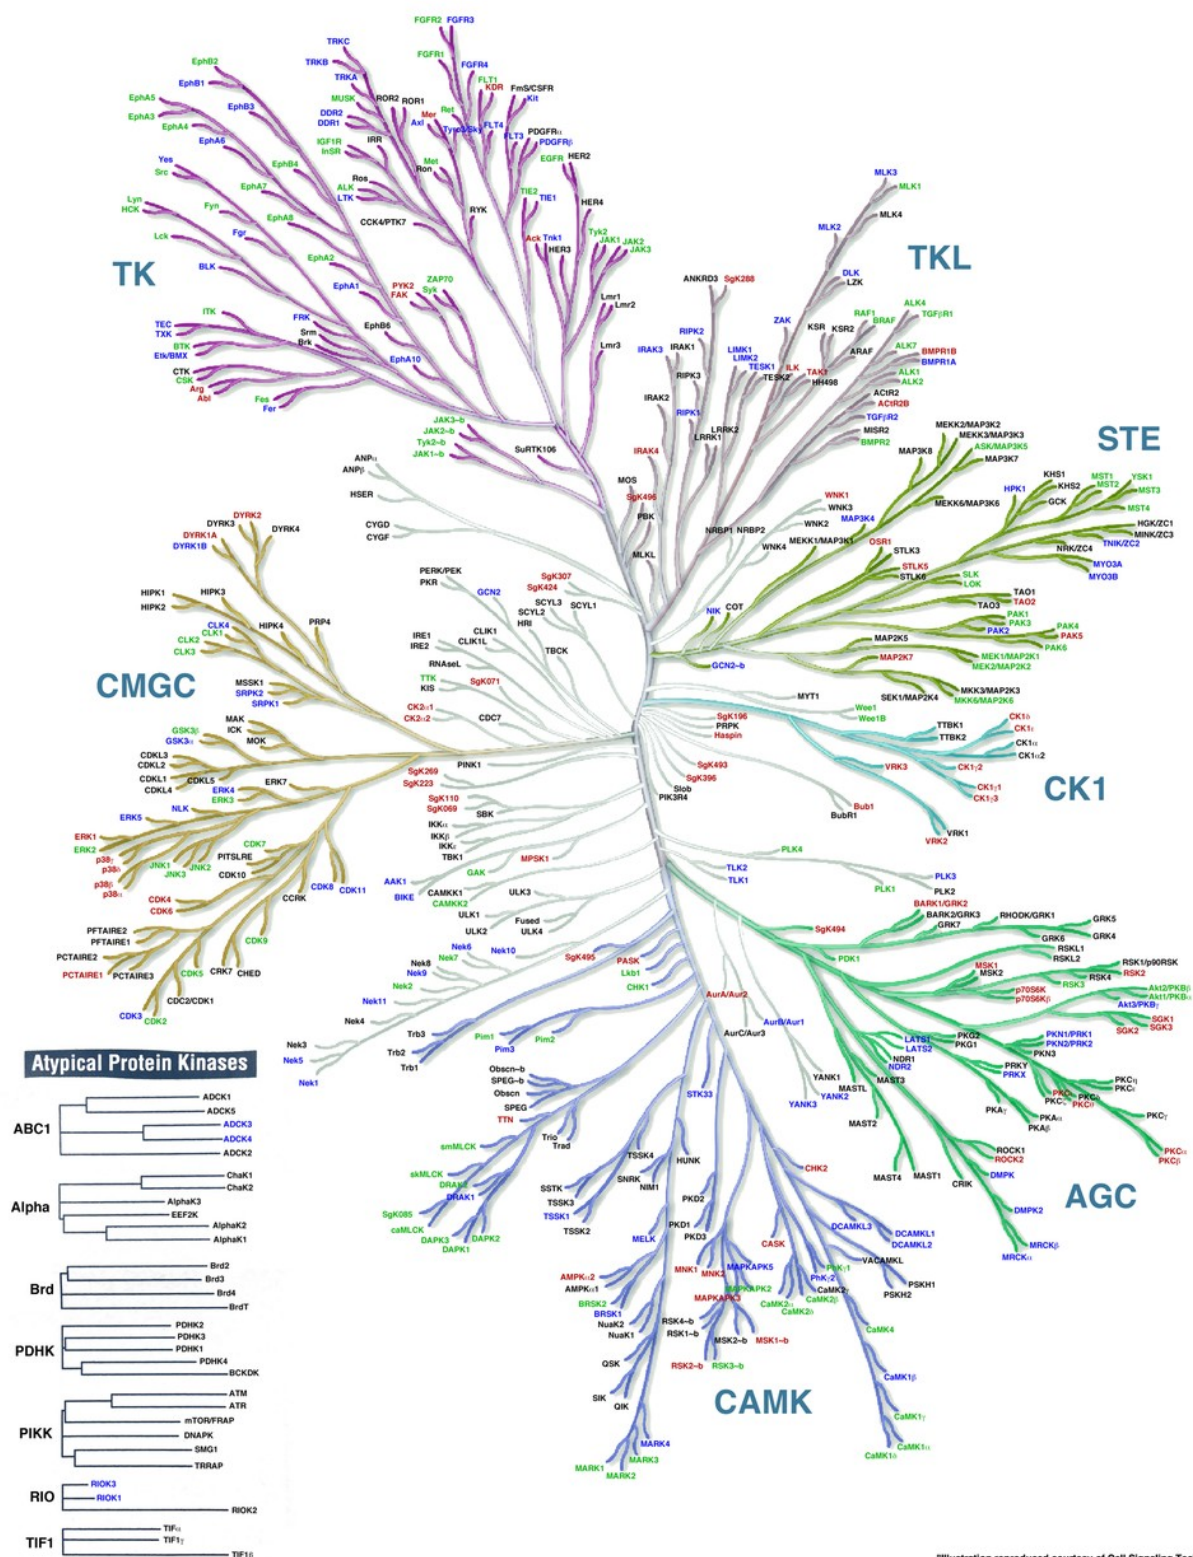 FGFR2 FGFR3
TRKC
TRKB
TRKA
FGFR1
FGFR4
FLT1
KDR
FmS/CSFR
Kit
EphB2
EphB1
EphA5
EphA3
EphB3
EphA4
EphA6
MUSK
ROR2
ROR1
DDR2
DDR1
Mer
Axl
Ret
Tyro3/Sky
FLT4
FLT3
PDGFRα
PDGFRβ
IGF1R
InSR
IRR
Met
Ron
EGFR
HER2
Yes
Src
EphB4
EphA7
Ros
ALK
LTK
TIE2
TIE1
HER4
Lyn
HCK
Fyn
EphA8
CCK4/PTK7
RYK
Lck
Fgr
Ack
Tnk1
HER3
Tyk2
JAK1
JAK2
JAK3
BLK
EphA2
EphA1
PYK2
FAK
ZAP70
Syk
Lmr1
Lmr2
Lmr3
TK
ITK
FRK
TEC
TXK
Srm
Brk
EphB6
BTK
Etk/BMX
EphA10
CTK
CSK
Arg
Abl
Fes
Fer
JAK3~b
JAK2~b
Tyk2~b
JAK1~b
SuRTK106
MLK3
MLK1
MLK4
MLK2
TKL
ANKRD3
SgK288
DLK
LZK
ZAK
KSR
KSR2
RAF1
BRAF
ARAF
ALK4
TGFβR1
RIPK2
IRAK3
IRAK1
LIMK1
LIMK2
TESK1
TESK2
ILK
TAK1
HH498
ALK7
BMPR1B
BMPR1A
ALK1
ALK2
RIPK3
IRAK2
RIPK1
ACtR2
ACtR2B
TGFβR2
LRRK2
LRRK1
MISR2
BMPR2
IRAK4
MOS
SgK496
PBK
MLKL
NRBP1
NRBP2
MEKK2/MAP3K2
MEKK3/MAP3K3
ASK/MAP3K5
MAP3K8
MAP3K7
STE
WNK1
WNK3
WNK2
WNK4
MAP3K4
MEKK6/MAP3K6
MEKK1/MAP3K1
KHS1
KHS2
HPK1
GCK
MST1
MST2
YSK1
MST3
MST4
HGK/ZC1
MINK/ZC3
TNIK/ZC2
NRK/ZC4
MYO3A
MYO3B
OSR1
STLK3
STLK5
STLK6
SLK
LOK
TAO1
TAO2
TAO3
NIK
COT
PAK1
PAK3
PAK2
PAK4
PAK5
PAK6
MAP2K5
MAP2K7
MEK1/MAP2K1
MEK2/MAP2K2
GCN2~b
SEK1/MAP2K4
MKK3/MAP2K3
MKK6/MAP2K6
ANPα
ANPβ
HSER
CYGD
CYGF
PERK/PEK
PKR
GCN2
SgK307
SgK424
SCYL3
SCYL2
SCYL1
HRI
CLIK1
CLIK1L
IRE1
IRE2
TBCK
RNAseL
TTK
KIS
SgK071
CK2α1
CK2α2
CDC7
DYRK2
DYRK3
DYRK4
DYRK1A
DYRK1B
HIPK1
HIPK3
HIPK2
CLK4
CLK1
HIPK4
PRP4
CLK2
CLK3
CMGC
MSSK1
SRPK2
SRPK1
MAK
ICK
MOK
GSK3β
GSK3α
CDKL3
CDKL2
CDKL1
CDKL5
CDKL4
ERK7
ERK4
ERK3
NLK
ERK5
ERK1
ERK2
p38γ
p38δ
p38β
p38α
JNK1
JNK3
JNK2
CDK7
PITSLRE
CDK10
CDK4
CDK6
CCRK
CDK8
CDK11
PFTAIRE2
PFTAIRE1
PCTAIRE2
PCTAIRE1
PCTAIRE3
CDK5
CRK7
CHED
CDK9
CDC2/CDK1
CDK3
CDK2
MYT1
Wee1
Wee1B
SgK196
PRPK
Haspin
TTBK1
TTBK2
CK1δ
CK1ε
CK1α
CK1α2
CK1
VRK3
CK1γ2
CK1γ1
CK1γ3
VRK1
VRK2
SgK493
SgK396
Slob
PIK3R4
Bub1
BubR1
PINK1
SgK269
SgK223
SgK110
SgK069
SBK
IKKα
IKKβ
IKKε
TBK1
MPSK1
GAK
AAK1
BIKE
CAMKK1
CAMKK2
ULK3
ULK1
ULK2
Fused
ULK4
PLK4
TLK2
TLK1
PLK3
PLK1
PLK2
Nek6
Nek7
Nek10
Nek8
Nek9
Nek2
Nek11
Nek4
Nek3
Nek5
Nek1
SgK495
PASK
Lkb1
CHK1
AurA/Aur2
AurB/Aur1
AurC/Aur3
Trb3
Trb2
Trb1
Pim1
Pim3
Pim2
BARK1/GRK2
BARK2/GRK3
RHODK/GRK1
GRK5
GRK7
GRK6
GRK4
SgK494
PDK1
RSKL1
RSKL2
MSK1
MSK2
RSK1/p90RSK
RSK2
RSK4
RSK3
p70S6K
p70S6Kβ
Akt2/PKBβ
Akt1/PKBα
Akt3/PKBγ
SGK1
SGK2
SGK3
LATS1
LATS2
NDR1
NDR2
PKG2
PKG1
PKN1/PRK1
PKN2/PRK2
PKN3
PRKY
PRKX
MAST3
MASTL
YANK1
YANK2
YANK3
MAST2
MAST4
MAST1
PKAγ
PKAα
PKAβ
PKCη
PKCε
PKCδ
PKCθ
PKCγ
PKCα
PKCβ
ROCK1
ROCK2
CRIK
DMPK
DMPK2
MRCKβ
MRCKα
AGC
Obscn~b
SPEG~b
Obscn
SPEG
TTN
STK33
smMLCK
Trio
Trad
skMLCK
DRAK2
DRAK1
SgK085
caMLCK
DAPK3
DAPK1
DAPK2
TSSK4
SSTK
TSSK3
TSSK1
TSSK2
SNRK
NIM1
HUNK
PKD2
PKD1
PKD3
CHK2
MELK
CASK
DCAMKL3
DCAMKL1
DCAMKL2
VACAMKL
PSKH1
PSKH2
PhKγ1
PhKγ2
CaMK2γ
CaMK2β
CaMK2α
CaMK2δ
MNK1
MNK2
MAPKAPK5
MAPKAPK2
MAPKAPK3
AMPKα2
AMPKα1
BRSK2
BRSK1
NuaK2
NuaK1
RSK4~b
RSK1~b
MSK2~b
MSK1~b
RSK2~b
RSK3~b
QSK
SIK
QIK
CaMK4
CaMK1β
CaMK1γ
CaMK1α
CaMK1δ
CAMK
MARK4
MARK3
MARK1
MARK2
Atypical Protein Kinases
ABC1
ADCK1
ADCK5
ADCK3
ADCK4
ADCK2
Alpha
ChaK1
ChaK2
AlphaK3
EEF2K
AlphaK2
AlphaK1
Brd
Brd2
Brd3
Brd4
BrdT
PDHK
PDHK2
PDHK3
PDHK1
PDHK4
BCKDK
PIKK
ATM
ATR
mTOR/FRAP
DNAPK
SMG1
TRRAP
RIO
RIOK3
RIOK1
RIOK2
TIF1
TIFα
TIF1γ